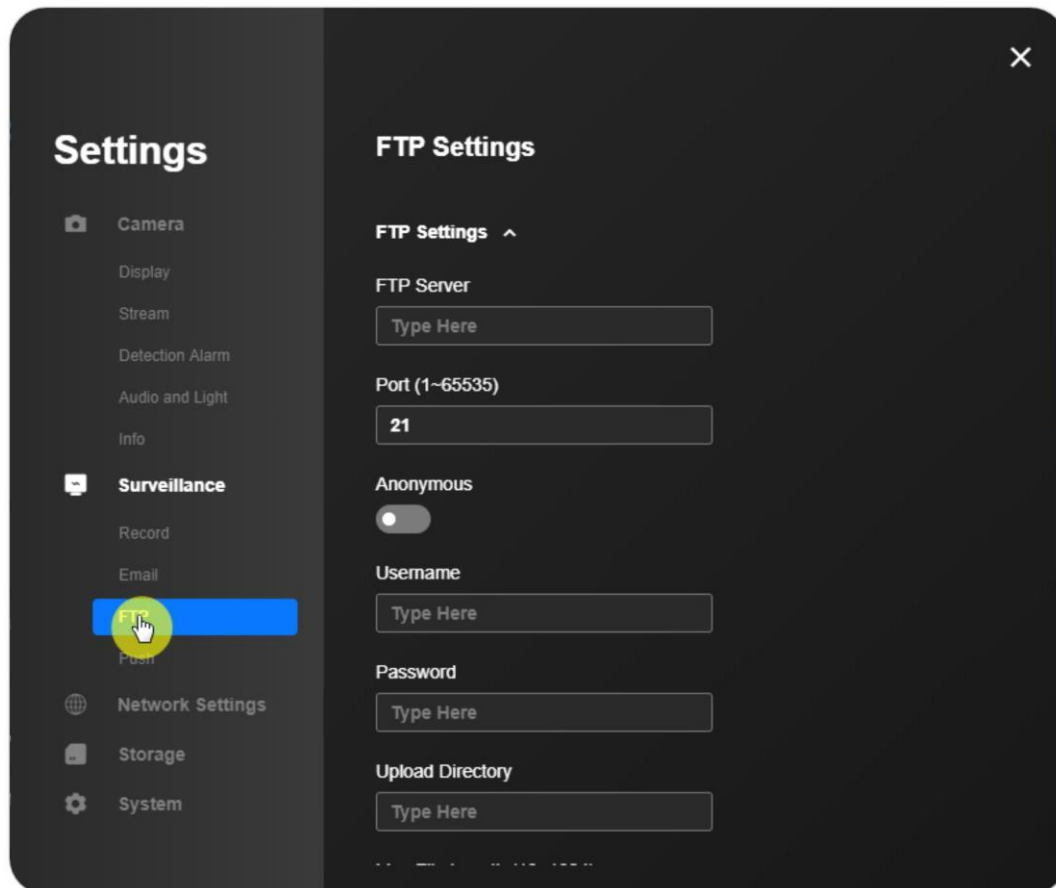 Settings
Camera
Display
Stream
Detection Alarm
Audio and Light
Info
Surveillance
Record
Email
FTP
Push
Network Settings
Storage
System
FTP Settings
FTP Settings
FTP Server
Type Here
Port (1~65535)
21
Anonymous
Username
Type Here
Password
Type Here
Upload Directory
Type Here